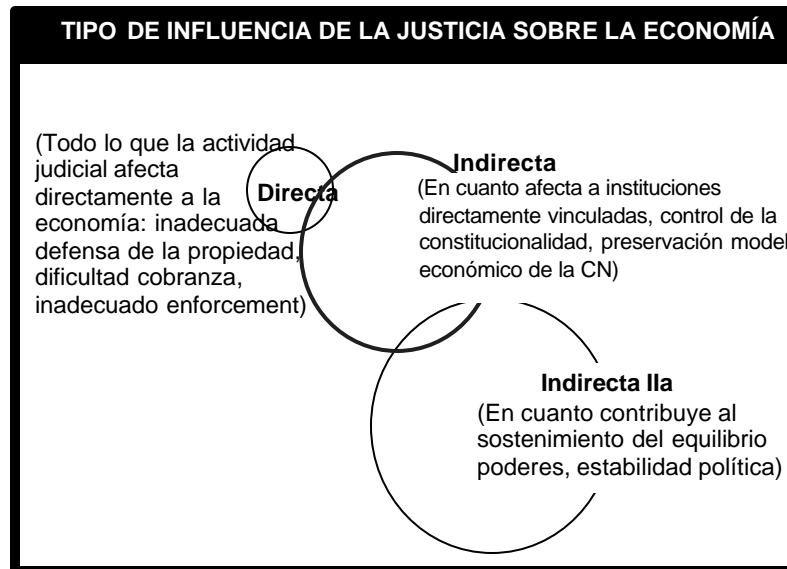 TIPO DE INFLUENCIA DE LA JUSTICIA SOBRE LA ECONOMÍA
(Todo lo que la actividad
judicial afecta
directamente a la
economía: inadecuada
defensa de la propiedad,
dificultad cobranza,
inadecuado enforcement)
Directa
Indirecta
(En cuanto afecta a instituciones
directamente vinculadas, control de la
constitucionalidad, preservación model
económico de la CN)
Indirecta IIa
(En cuanto contribuye al
sostenimiento del equilibrio
poderes, estabilidad política)